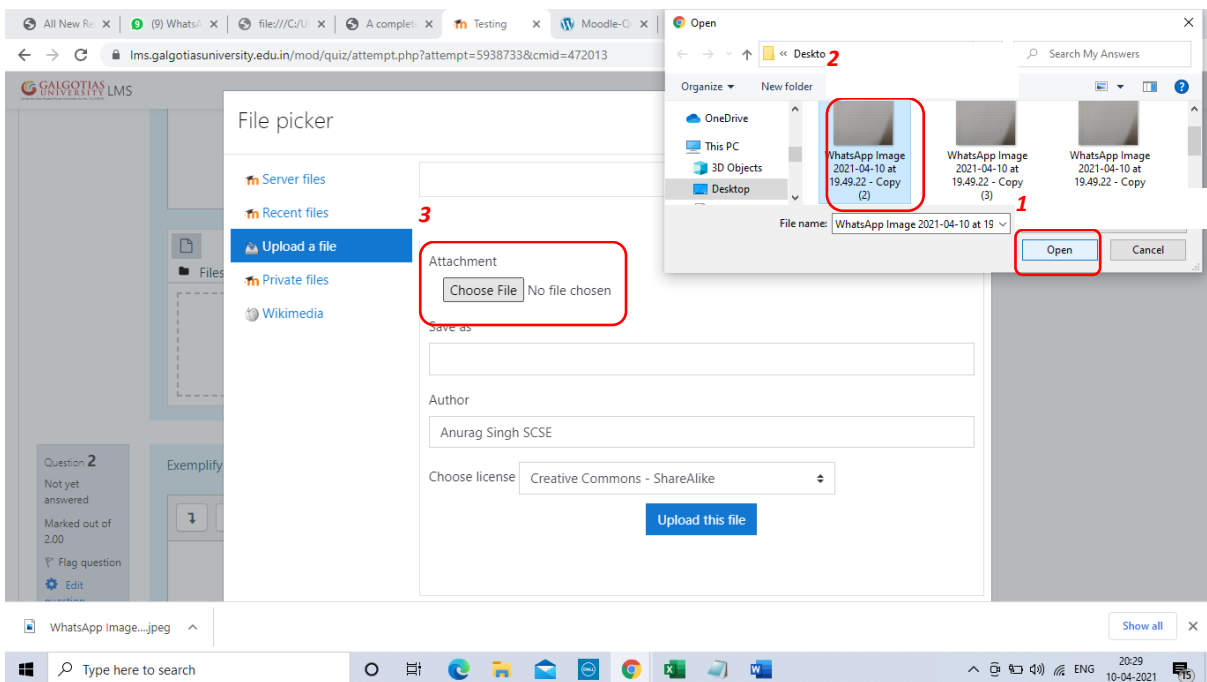 All New Re
(9) WhatsA
file:///C:/U
A complet
Testing
Moodle-Q
lms.galgotiasuniversity.edu.in/mod/quiz/attempt.php?attempt=5938733&cmid=472013
GALGOTIAS
UNIVERSITY LMS
Open
« Deskto
2
Search My Answers
Organize
New folder
OneDrive
This PC
3D Objects
Desktop
WhatsApp Image
2021-04-10 at
19.49.22 - Copy
(2)
WhatsApp Image
2021-04-10 at
19.49.22 - Copy
(3)
WhatsApp Image
2021-04-10 at
19.49.22 - Copy
1
File name:
WhatsApp Image 2021-04-10 at 19
Open
Cancel
File picker
Server files
Recent files
Upload a file
Private files
Wikimedia
3
Attachment
Choose File No file chosen
Save as
Author
Anurag Singh SCSE
Choose license
Creative Commons - ShareAlike
Upload this file
Files
Question 2
Not yet
answered
Marked out of
2.00
Flag question
Edit
question
Exemplify
WhatsApp Image....jpeg
Show all
Type here to search
DELL
ENG
20:29
10-04-2021
15